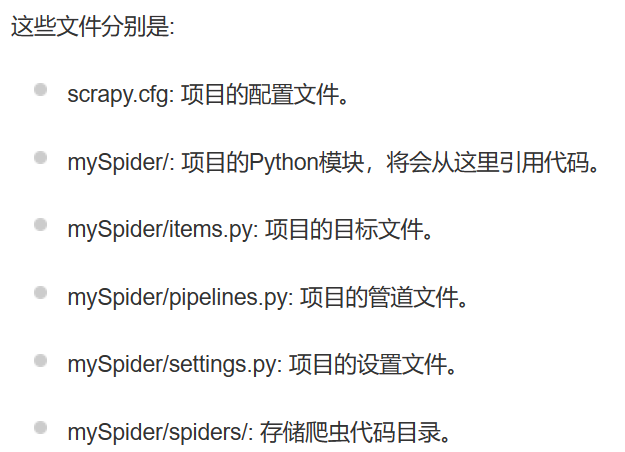 这些文件分别是:
scrapy.cfg: 项目的配置文件。
mySpider/: 项目的Python模块，将会从这里引用代码。
mySpider/items.py: 项目的目标文件。
mySpider/pipelines.py: 项目的管道文件。
mySpider/settings.py: 项目的设置文件。
mySpider/spiders/: 存储爬虫代码目录。